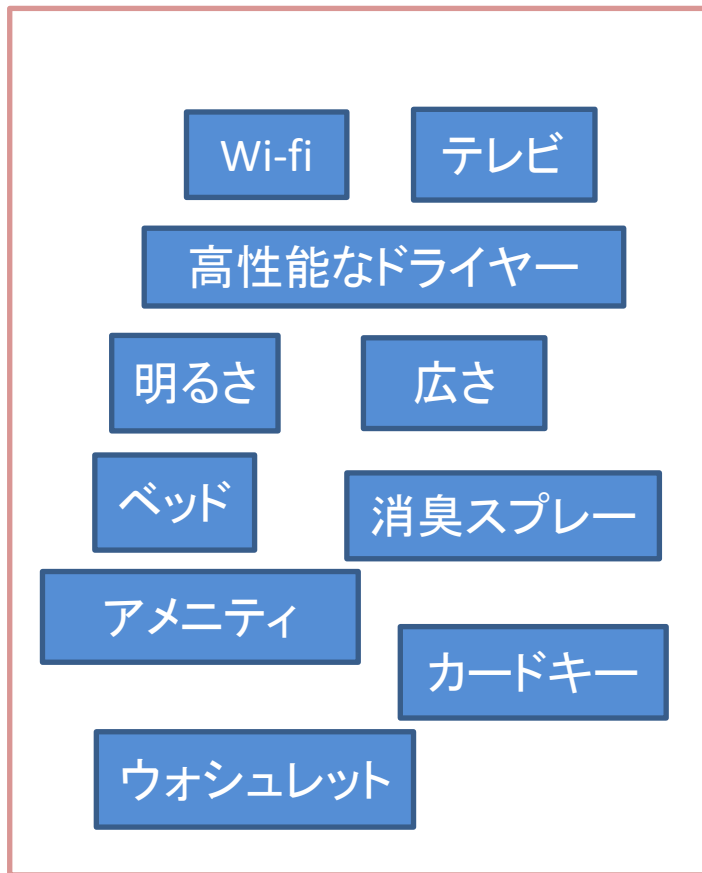 Wi-fi
テレビ
高性能なドライヤー
明るさ
広さ
ベッド
消臭スプレー
アメニティ
カードキー
ウォシュレット